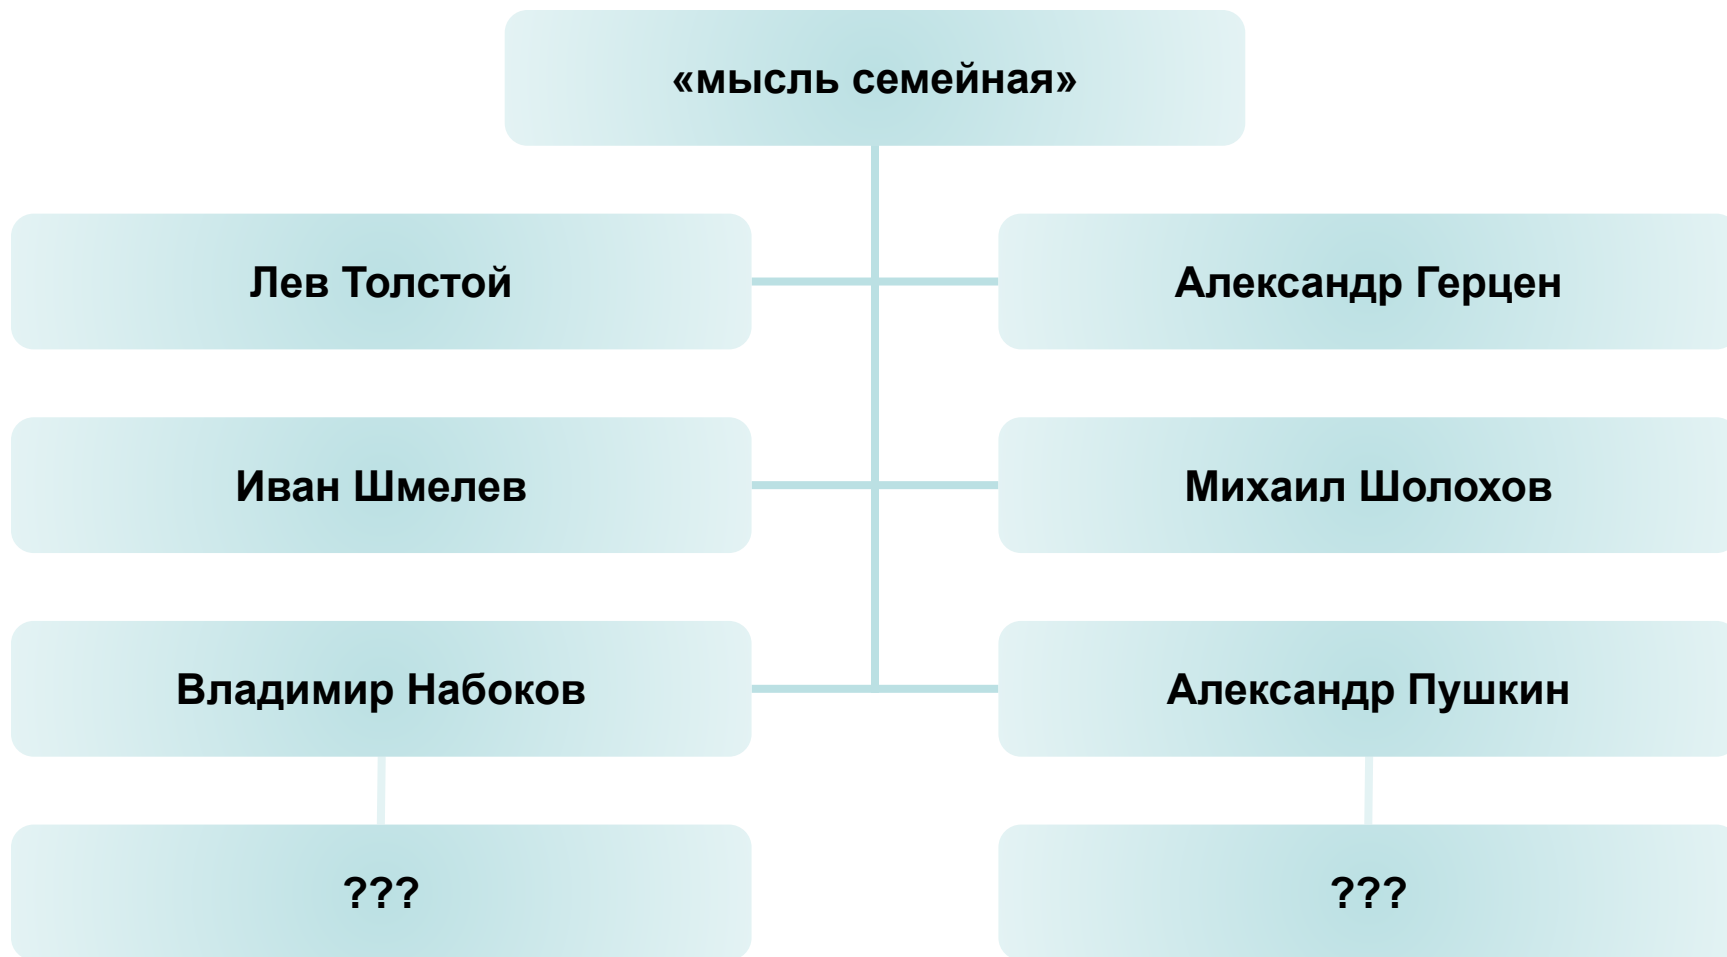 «мысль семейная»
Лев Толстой
Александр Герцен
Иван Шмелев
Михаил Шолохов
Владимир Набоков
Александр Пушкин
???
???